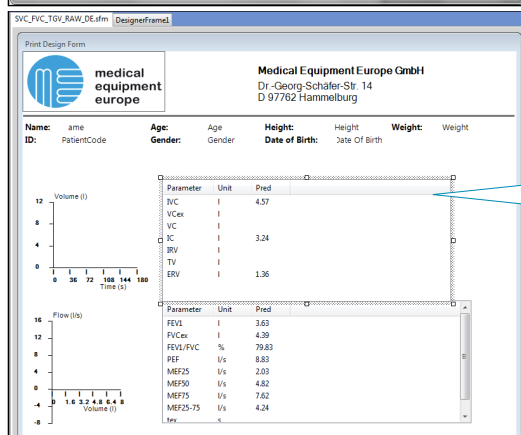 SVC_FVC_TGV_RAW_DE.sfm DesignerFrame1
Print Design Form
medical
equipment
europe
Medical Equipment Europe GmbH
Dr.-Georg-Schäfer-Str. 14
D 97762 Hammelburg
Name: ame Age: Age Height: Height Weight: Weight
ID: PatientCode Gender: Gender Date of Birth: Date Of Birth
Volume (l)
12
8
4
0
0 36 72 108 144 180
Time (s)
Parameter Unit Pred
IVC l 4.57
VCex l
VC l
IC l 3.24
IRV l
TV l
ERV l 1.36
Flow (l/s)
16
12
8
4
0
-4
-8
0 1.6 3.2 4.8 6.4 8
Volume (l)
Parameter Unit Pred
FEV1 l 3.63
FVCex l 4.39
FEV1/FVC % 79.83
PEF l/s 8.83
MEF25 l/s 2.03
MEF50 l/s 4.82
MEF75 l/s 7.62
MEF25-75 l/s 4.24
tex s